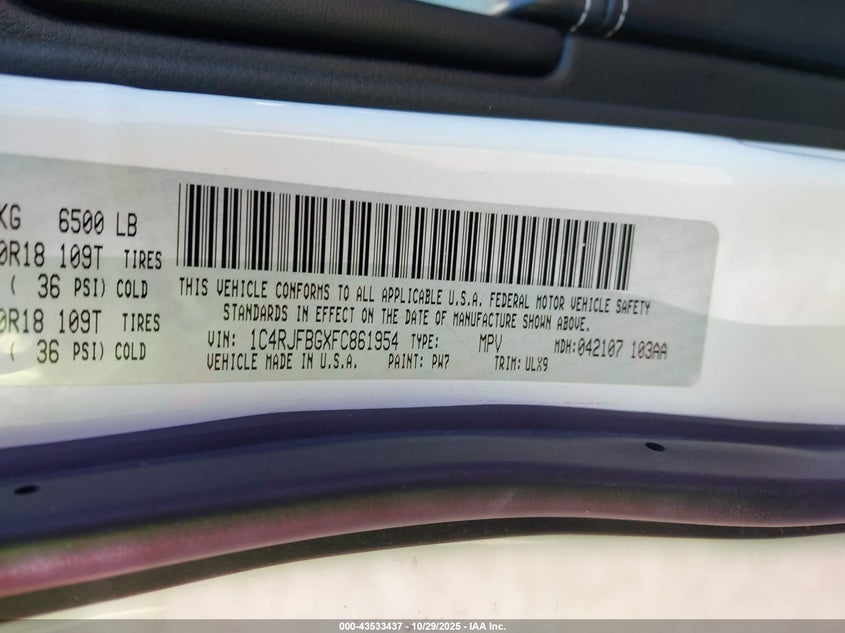 KG 6500 LB
0R18 109T TIRES
( 36 PSI) COLD
0R18 109T TIRES
( 36 PSI) COLD
THIS VEHICLE CONFORMS TO ALL APPLICABLE U.S.A. FEDERAL MOTOR VEHICLE SAFETY
STANDARDS IN EFFECT ON THE DATE OF MANUFACTURE SHOWN ABOVE.
VIN: 1C4RJFBGXFC861954 TYPE: MPV MDH:042107 103AA
VEHICLE MADE IN U.S.A. PAINT: PW7 TRIM: ULX9
000-43533437 - 10/29/2025 - IAA Inc.